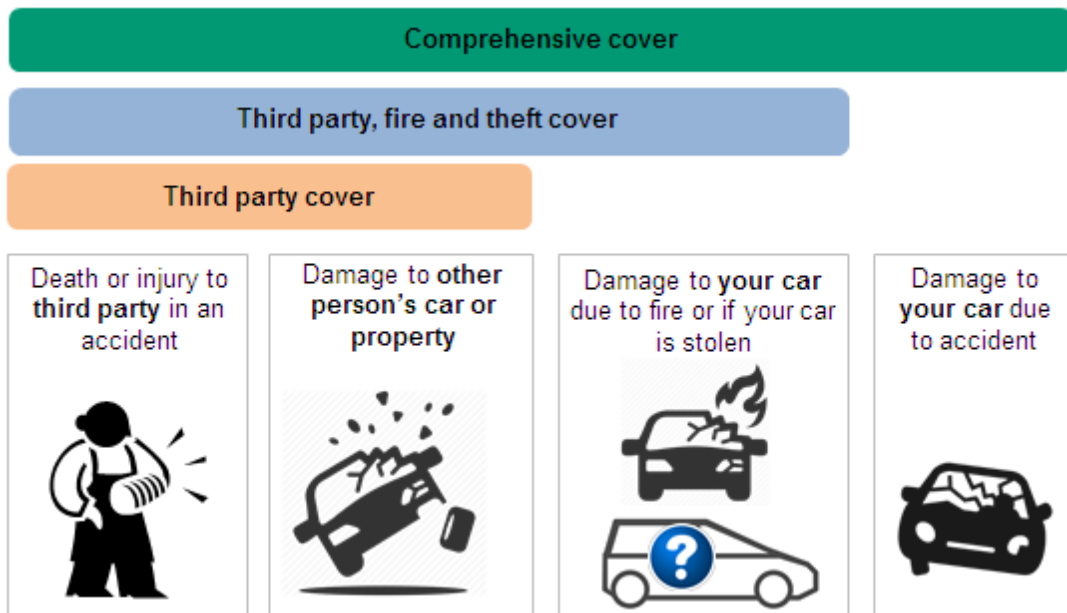 Comprehensive cover
Third party, fire and theft cover
Third party cover
Death or injury to
third party in an
accident
Damage to other
person's car or
property
Damage to your car
due to fire or if your car
is stolen
?
Damage to
your car due
to accident